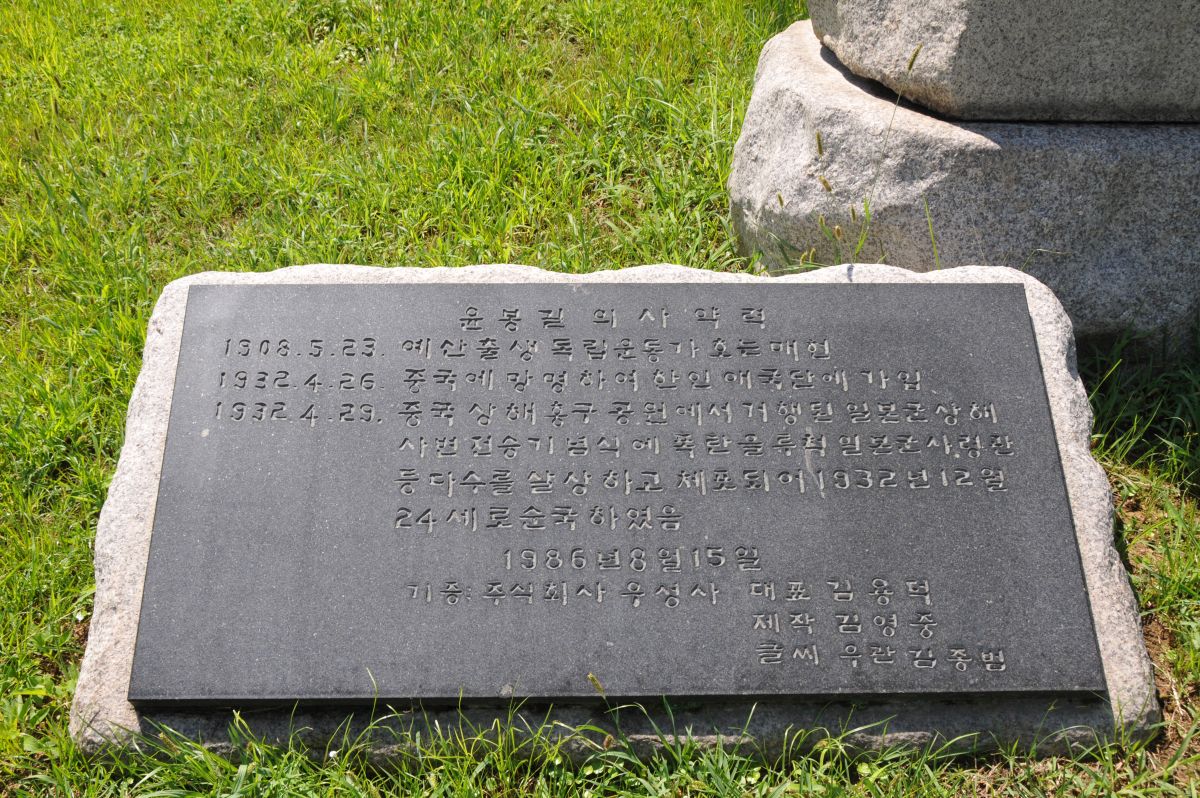 윤봉길 의사 약력
1908.5.23. 예산출생 독립운동가 호는매헌
1932.4.26. 중국에 망명하여 한인 애국단에 가입
1932.4.29. 중국 상해 홍구 공원에서 거행된 일본군 상해
사변 전승기념식에 폭탄을 투척 일본군 사령관
등 다수를 살상하고 체포되어 1932년 12월
24세로 순국하였음
1986년 8월 15일
기증: 주식회사 우성사 대표 김용덕
제작 김영중
글씨 우관 김종범